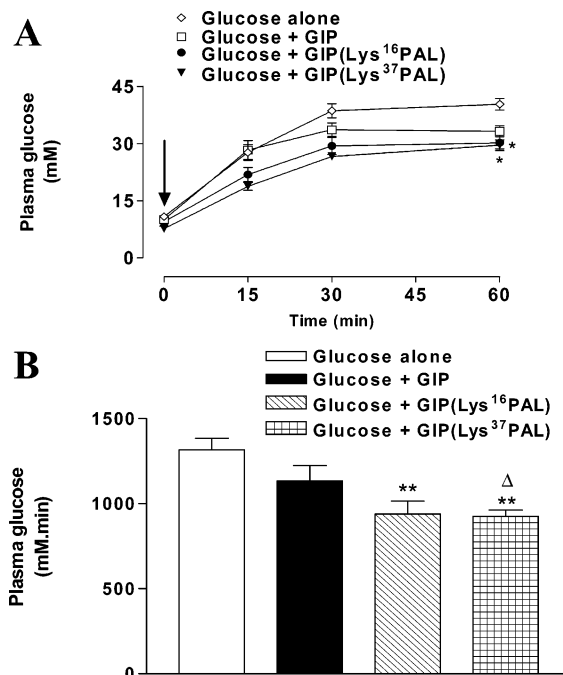 A
Glucose alone
Glucose + GIP
Glucose + GIP(Lys16PAL)
Glucose + GIP(Lys37PAL)
Plasma glucose
(mM)
45
30
15
0
*
*
0 15 30 45 60
Time (min)
B
Glucose alone
Glucose + GIP
Glucose + GIP(Lys16PAL)
Glucose + GIP(Lys37PAL)
Plasma glucose
(mM.min)
1500
1000
500
0
**
Δ
**